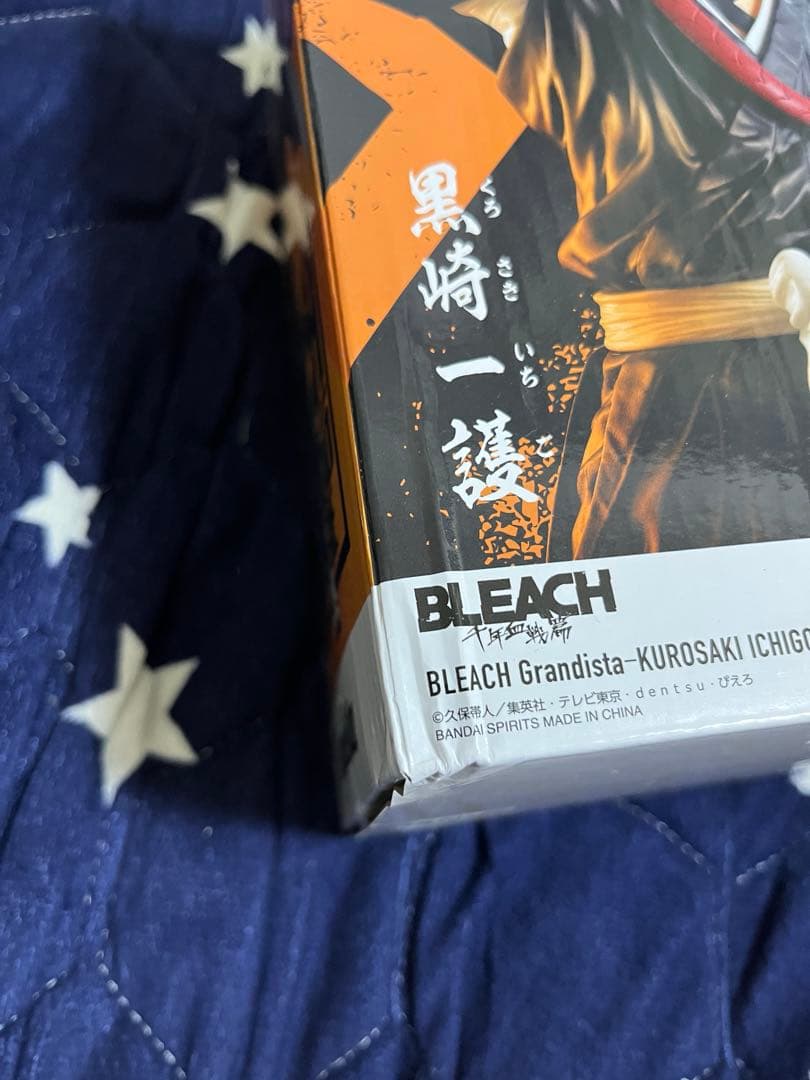 黒崎一護
くろさきいちご
BLEACH
千年血戦篇
BLEACH Grandista-KUROSAKI ICHIGO
©久保帯人／集英社・テレビ東京・dentsu・ぴえろ
BANDAI SPIRITS MADE IN CHINA